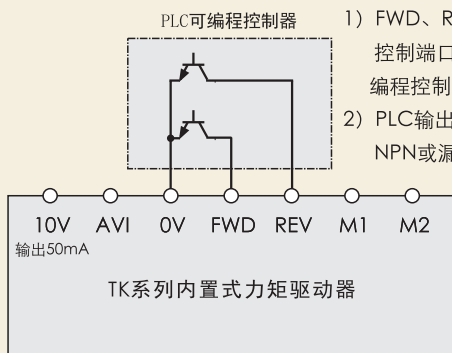 PLC可编程控制器
1）FWD、R
控制端口
编程控制
2）PLC输出
NPN或漏
10V AVI 0V FWD REV M1 M2
输出50mA
TK系列内置式力矩驱动器